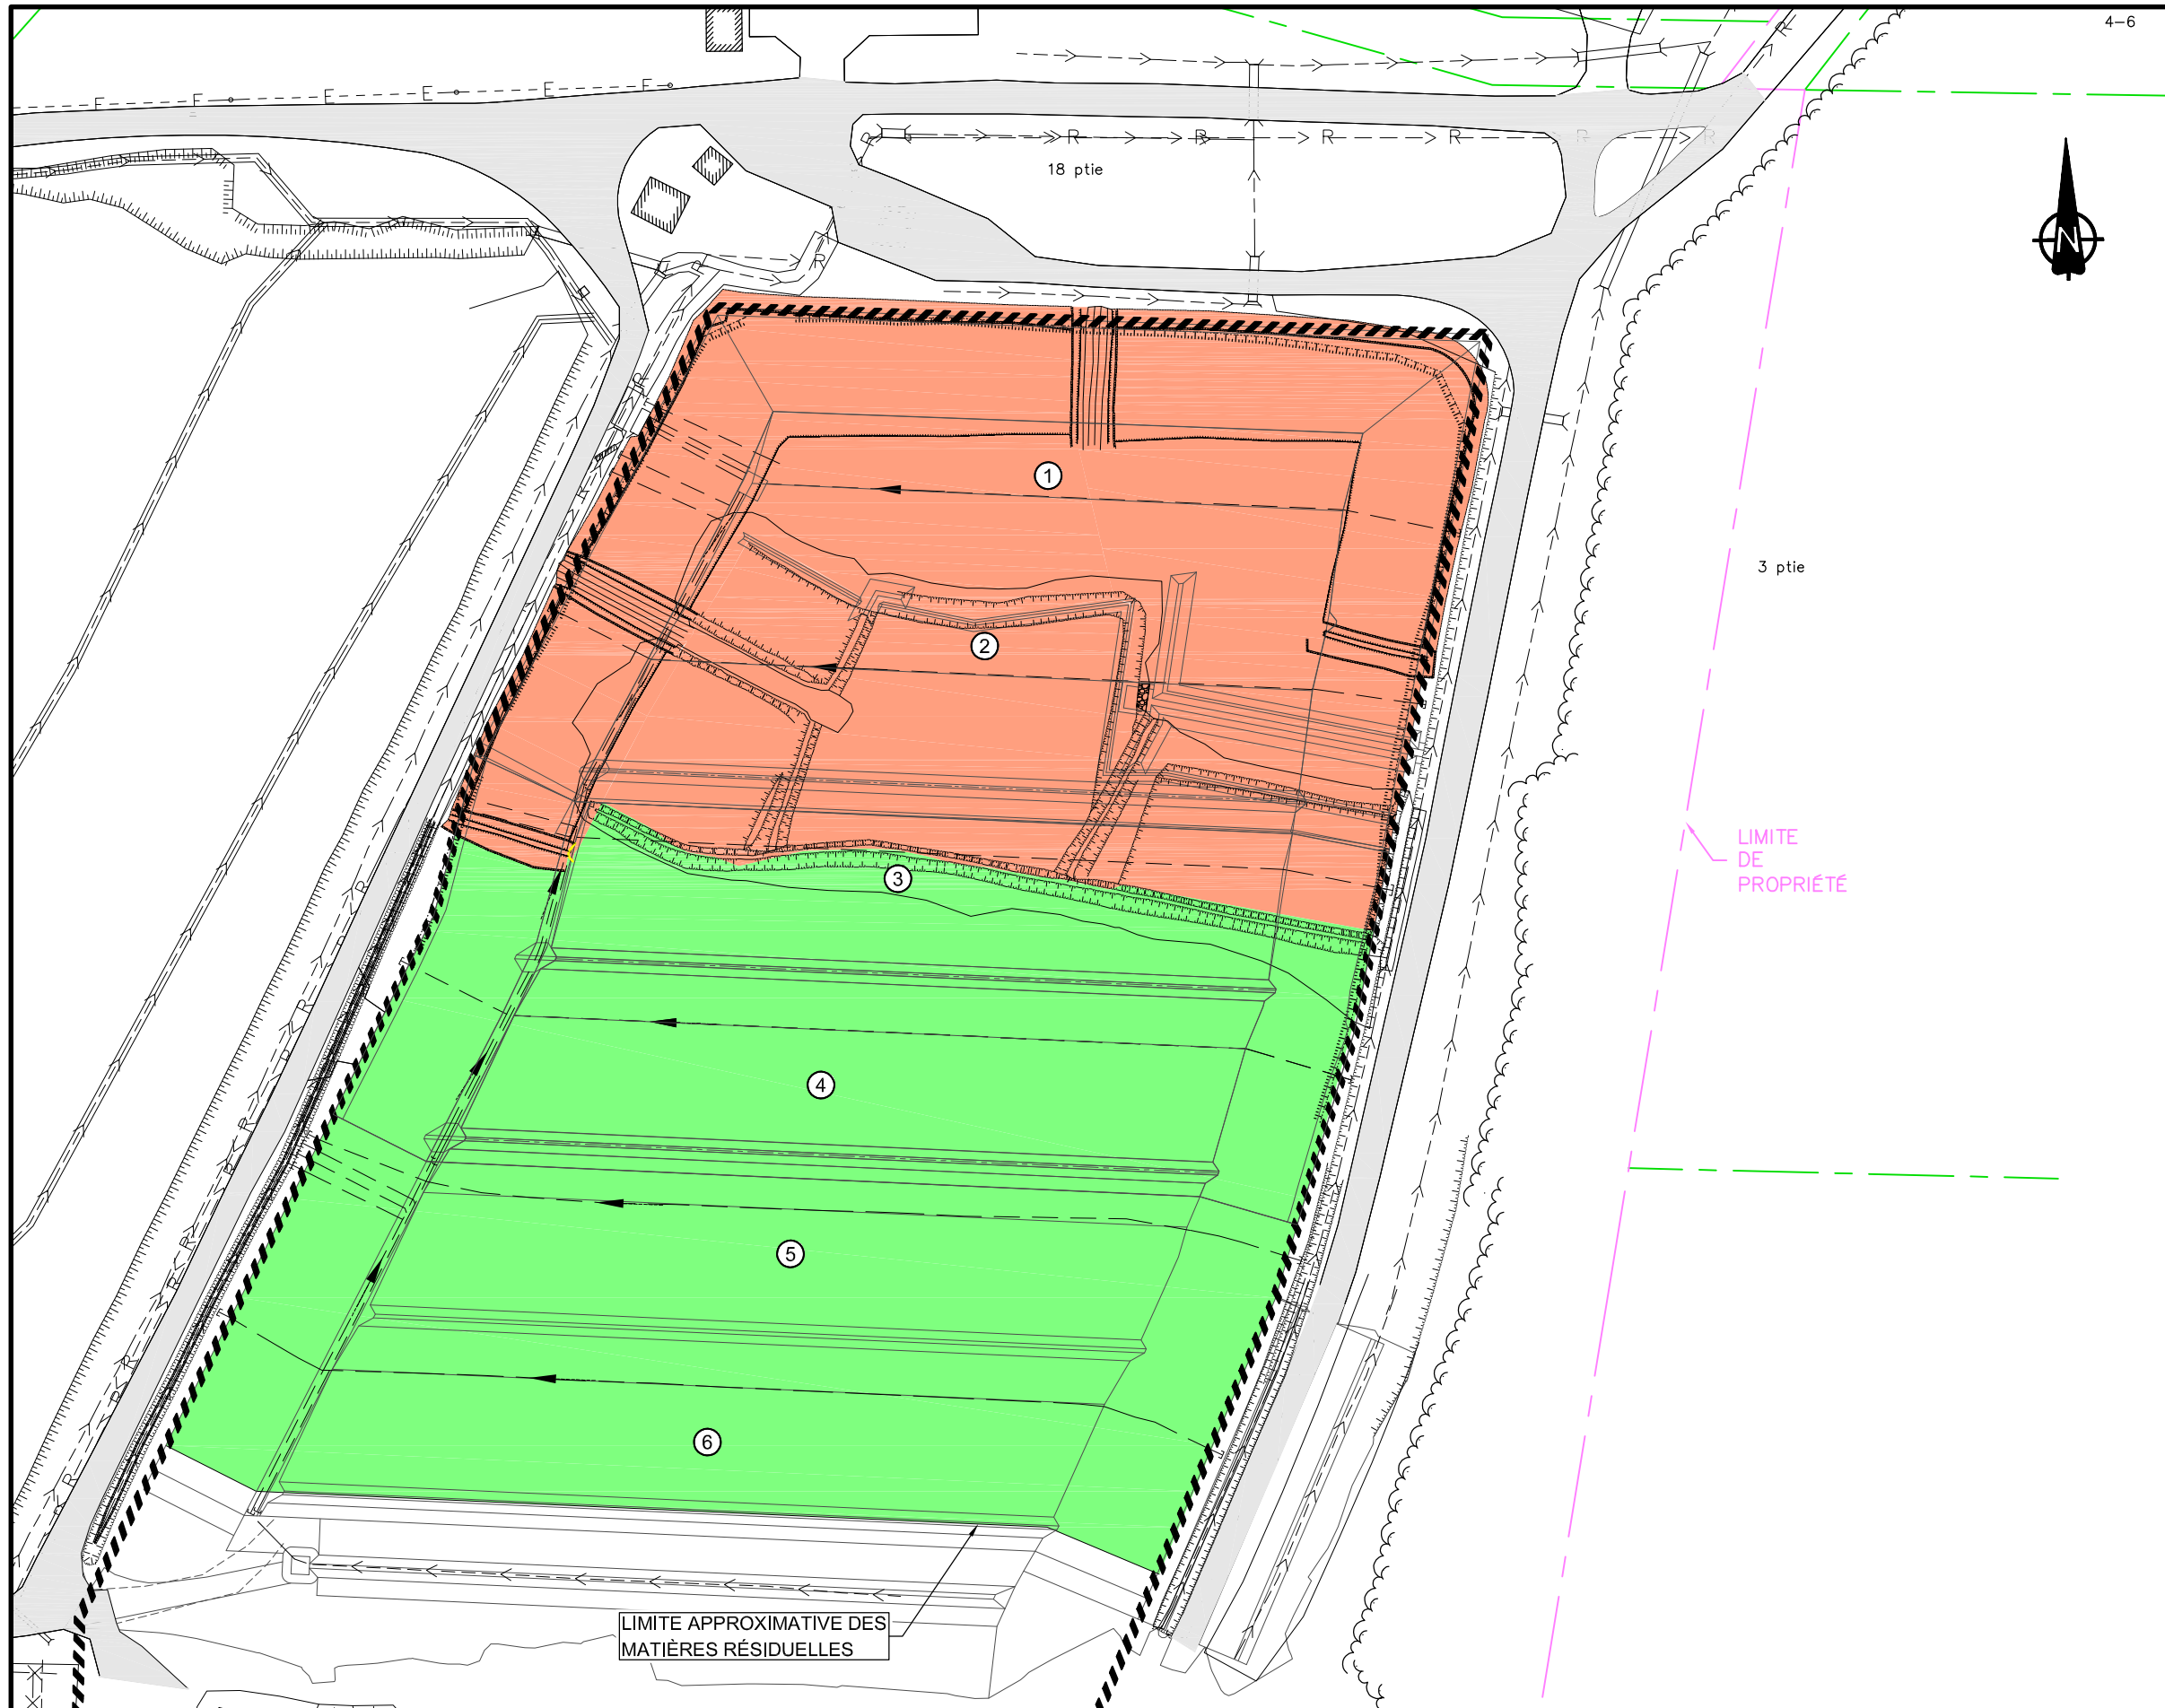 4–6
E E E E E E
R R R R R R
18 ptie
N
1
3 ptie
2
LIMITE
DE
PROPRIÉTÉ
3
4
5
6
LIMITE APPROXIMATIVE DES
MATIÈRES RÉSIDUELLES